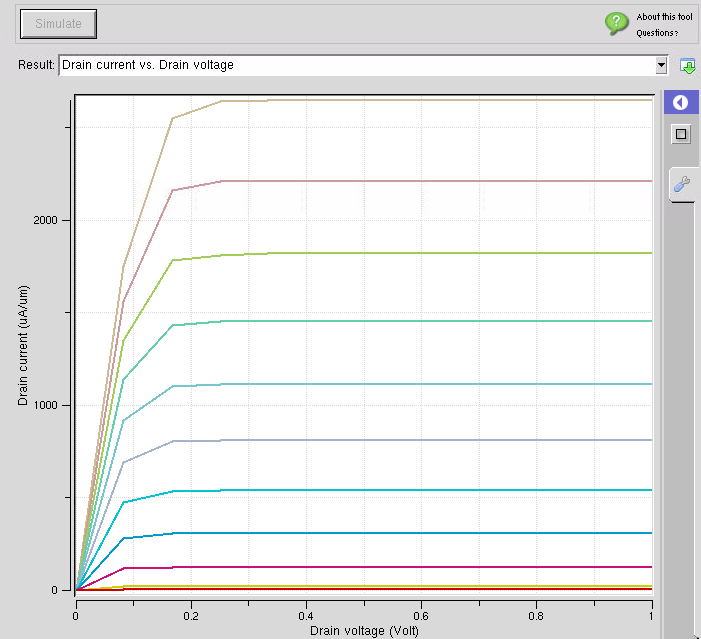 Simulate
About this tool
Questions?
Result: Drain current vs. Drain voltage
2000
1000
0
Drain current (uA/um)
0 0.2 0.4 0.6 0.8 1
Drain voltage (Volt)